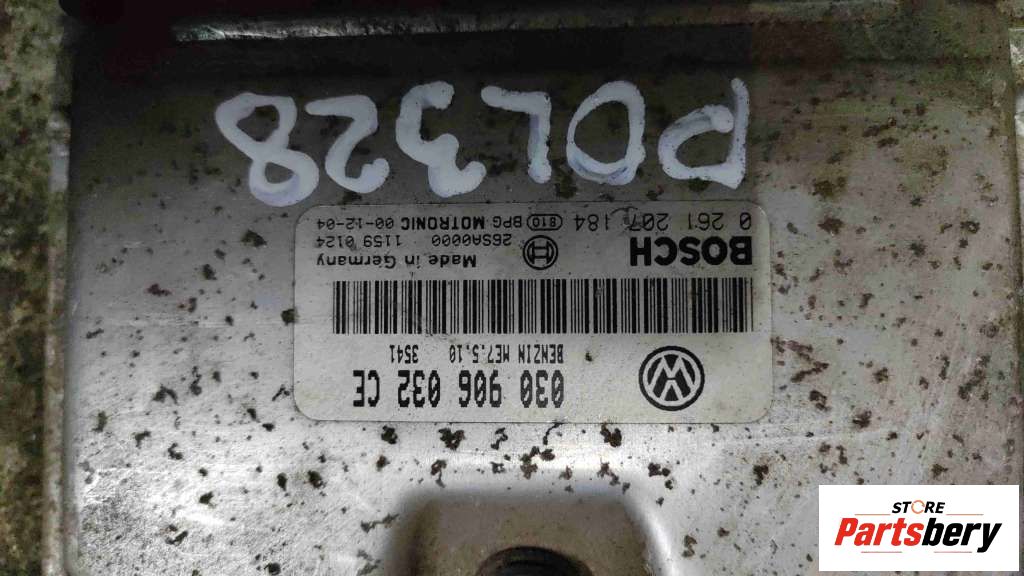 030 906 032 CE
BENZIN ME7.5.10 3541
BOSCH Made in Germany
26SA0000 1159 0124
0 261 207 184 810 BPG MOTRONIC 00-12-04
POL328
STORE
Partsbery